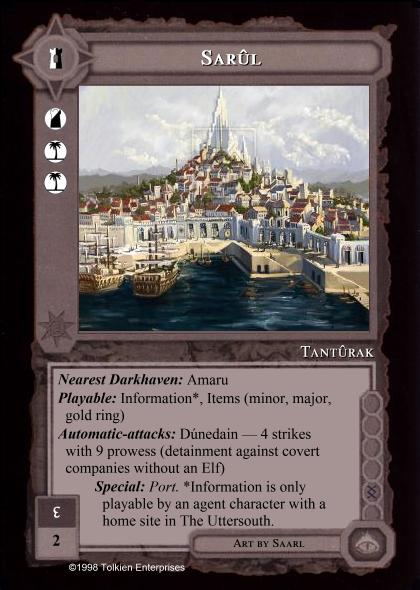 SARÛL
TANTÛRAK
Nearest Darkhaven: Amaru
Playable: Information*, Items (minor, major,
gold ring)
Automatic-attacks: Dúnedain — 4 strikes
with 9 prowess (detainment against covert
companies without an Elf)
Special: Port. *Information is only
playable by an agent character with a
home site in The Uttersouth.
2
ART BY SAARL
©1998 Tolkien Enterprises